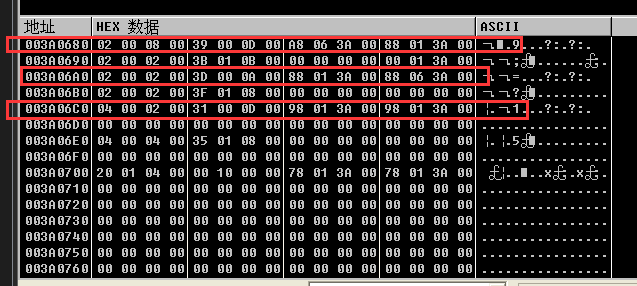 地址 HEX 数据 ASCII
003A0680 02 00 08 00 39 00 0D 00 A8 06 3A 00 88 01 3A 00
003A0690 02 00 02 00 3B 01 0B 00 00 00 00 00 00 01 3A 00
003A06A0 02 00 02 00 3D 00 0A 00 88 01 3A 00 88 06 3A 00
003A06B0 02 00 02 00 3F 01 08 00 00 00 00 00 00 00 00 00
003A06C0 04 00 02 00 31 00 0D 00 98 01 3A 00 98 01 3A 00
003A06D0 00 00 00 00 00 00 00 00 00 00 00 00 00 00 00 00
003A06E0 04 00 04 00 35 01 08 00 00 00 00 00 00 00 00 00
003A06F0 00 00 00 00 00 00 00 00 00 00 00 00 00 00 00 00
003A0700 20 01 04 00 00 10 00 00 78 01 3A 00 78 01 3A 00
003A0710 00 00 00 00 00 00 00 00 00 00 00 00 00 00 00 00 ................
003A0720 00 00 00 00 00 00 00 00 00 00 00 00 00 00 00 00 ................
003A0730 00 00 00 00 00 00 00 00 00 00 00 00 00 00 00 00 ................
003A0740 00 00 00 00 00 00 00 00 00 00 00 00 00 00 00 00 ................
003A0750 00 00 00 00 00 00 00 00 00 00 00 00 00 00 00 00 ................
003A0760 00 00 00 00 00 00 00 00 00 00 00 00 00 00 00 00 ................